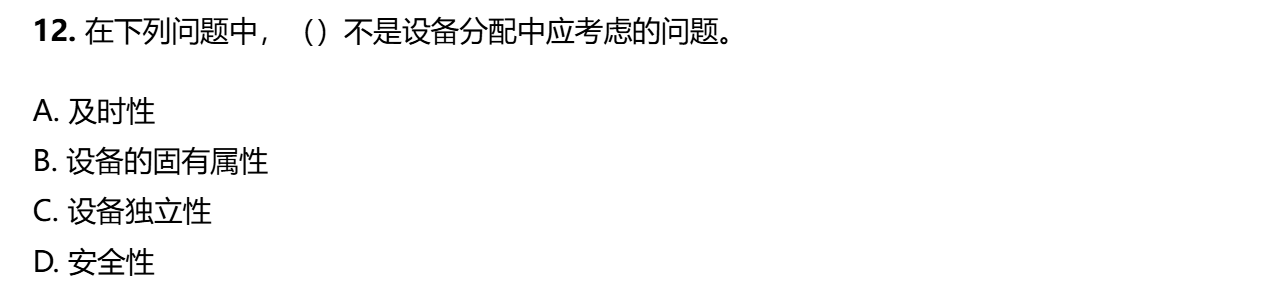 12. 在下列问题中，（）不是设备分配中应考虑的问题。
A. 及时性
B. 设备的固有属性
C. 设备独立性
D. 安全性